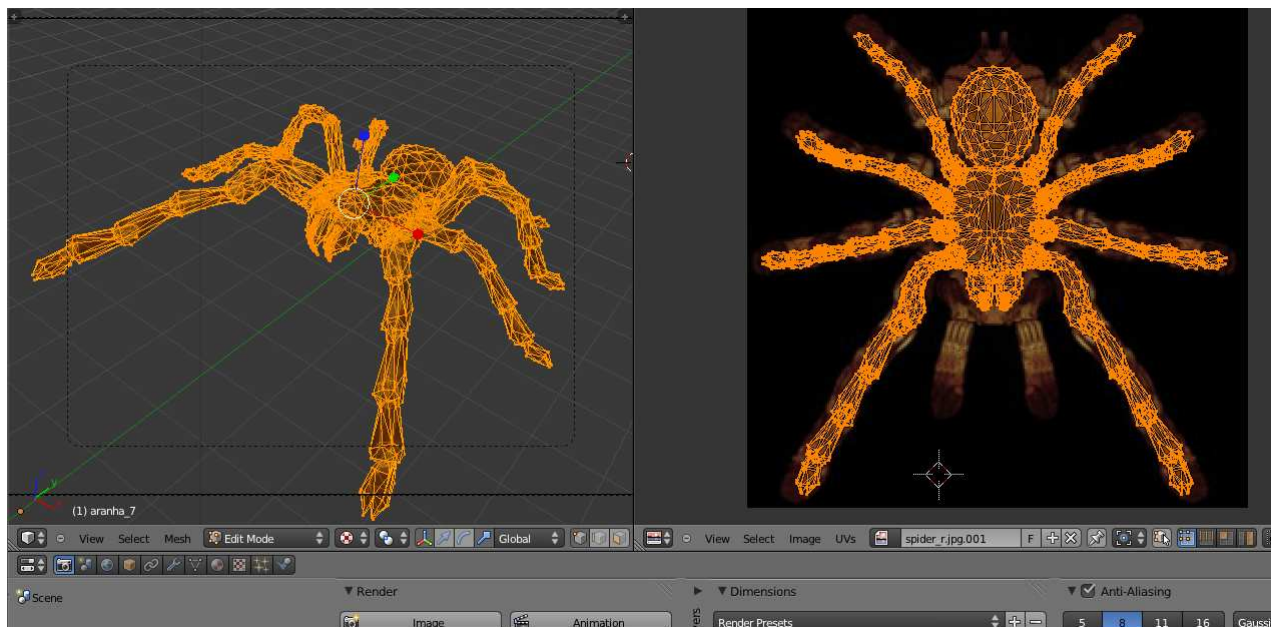 (1) aranha_7
View Select Mesh Edit Mode Global
View Select Image UVs spider_r.jpg.001 F
Scene
Render
Dimensions
Anti-Aliasing
Image Animation
Render Presets
5 8 11 16